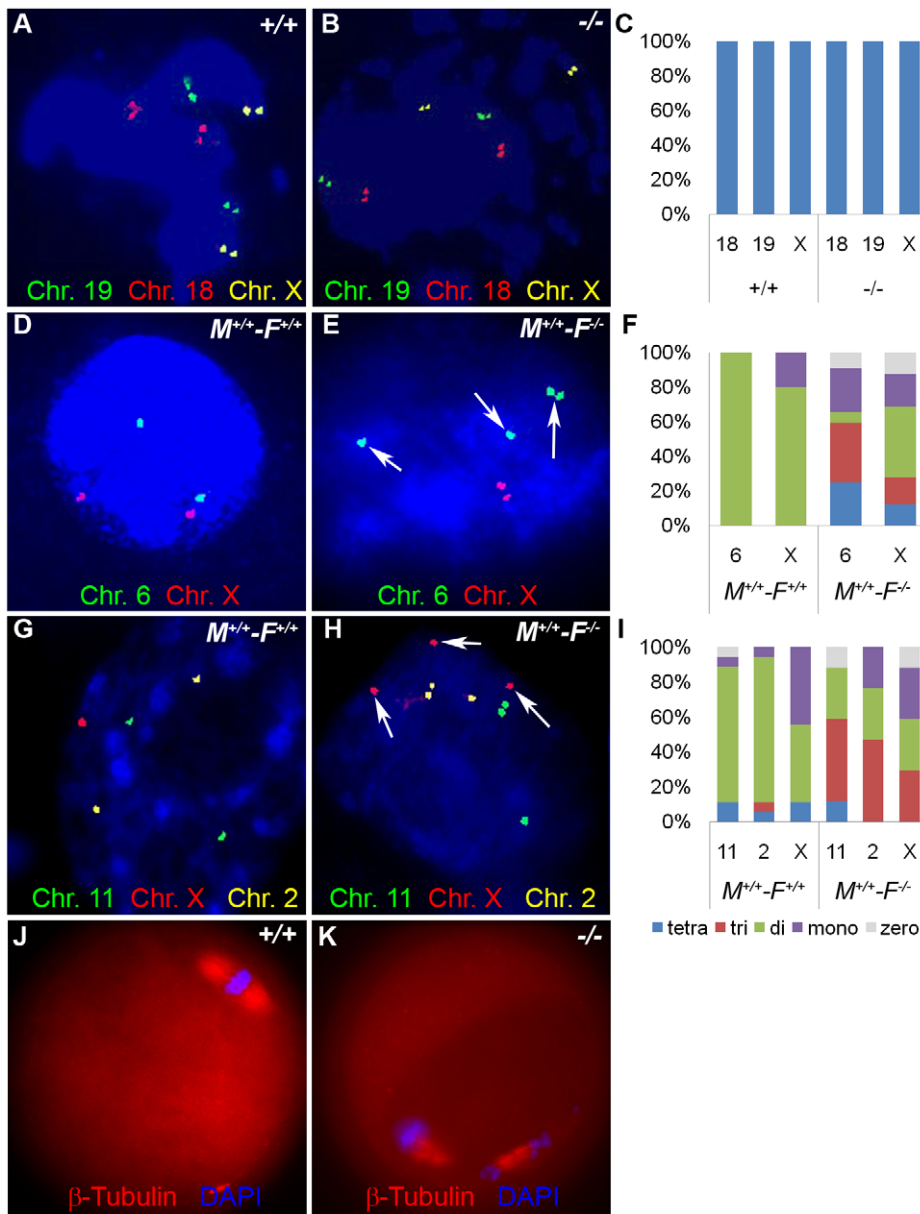 A +/+
B -/-
C
100%
80%
60%
40%
20%
0%
18 19 X 18 19 X
+/+ -/-
Chr. 19 Chr. 18 Chr. X
Chr. 19 Chr. 18 Chr. X
D M+/+-F+/+
E M+/+-F-/-
F
100%
80%
60%
40%
20%
0%
6 X 6 X
M+/+-F+/+ M+/+-F-/-
Chr. 6 Chr. X
Chr. 6 Chr. X
G M+/+-F+/+
H M+/+-F-/-
I
100%
80%
60%
40%
20%
0%
11 2 X 11 2 X
M+/+-F+/+ M+/+-F-/-
tetra tri di mono zero
Chr. 11 Chr. X Chr. 2
Chr. 11 Chr. X Chr. 2
J +/+
K -/-
β-Tubulin DAPI
β-Tubulin DAPI